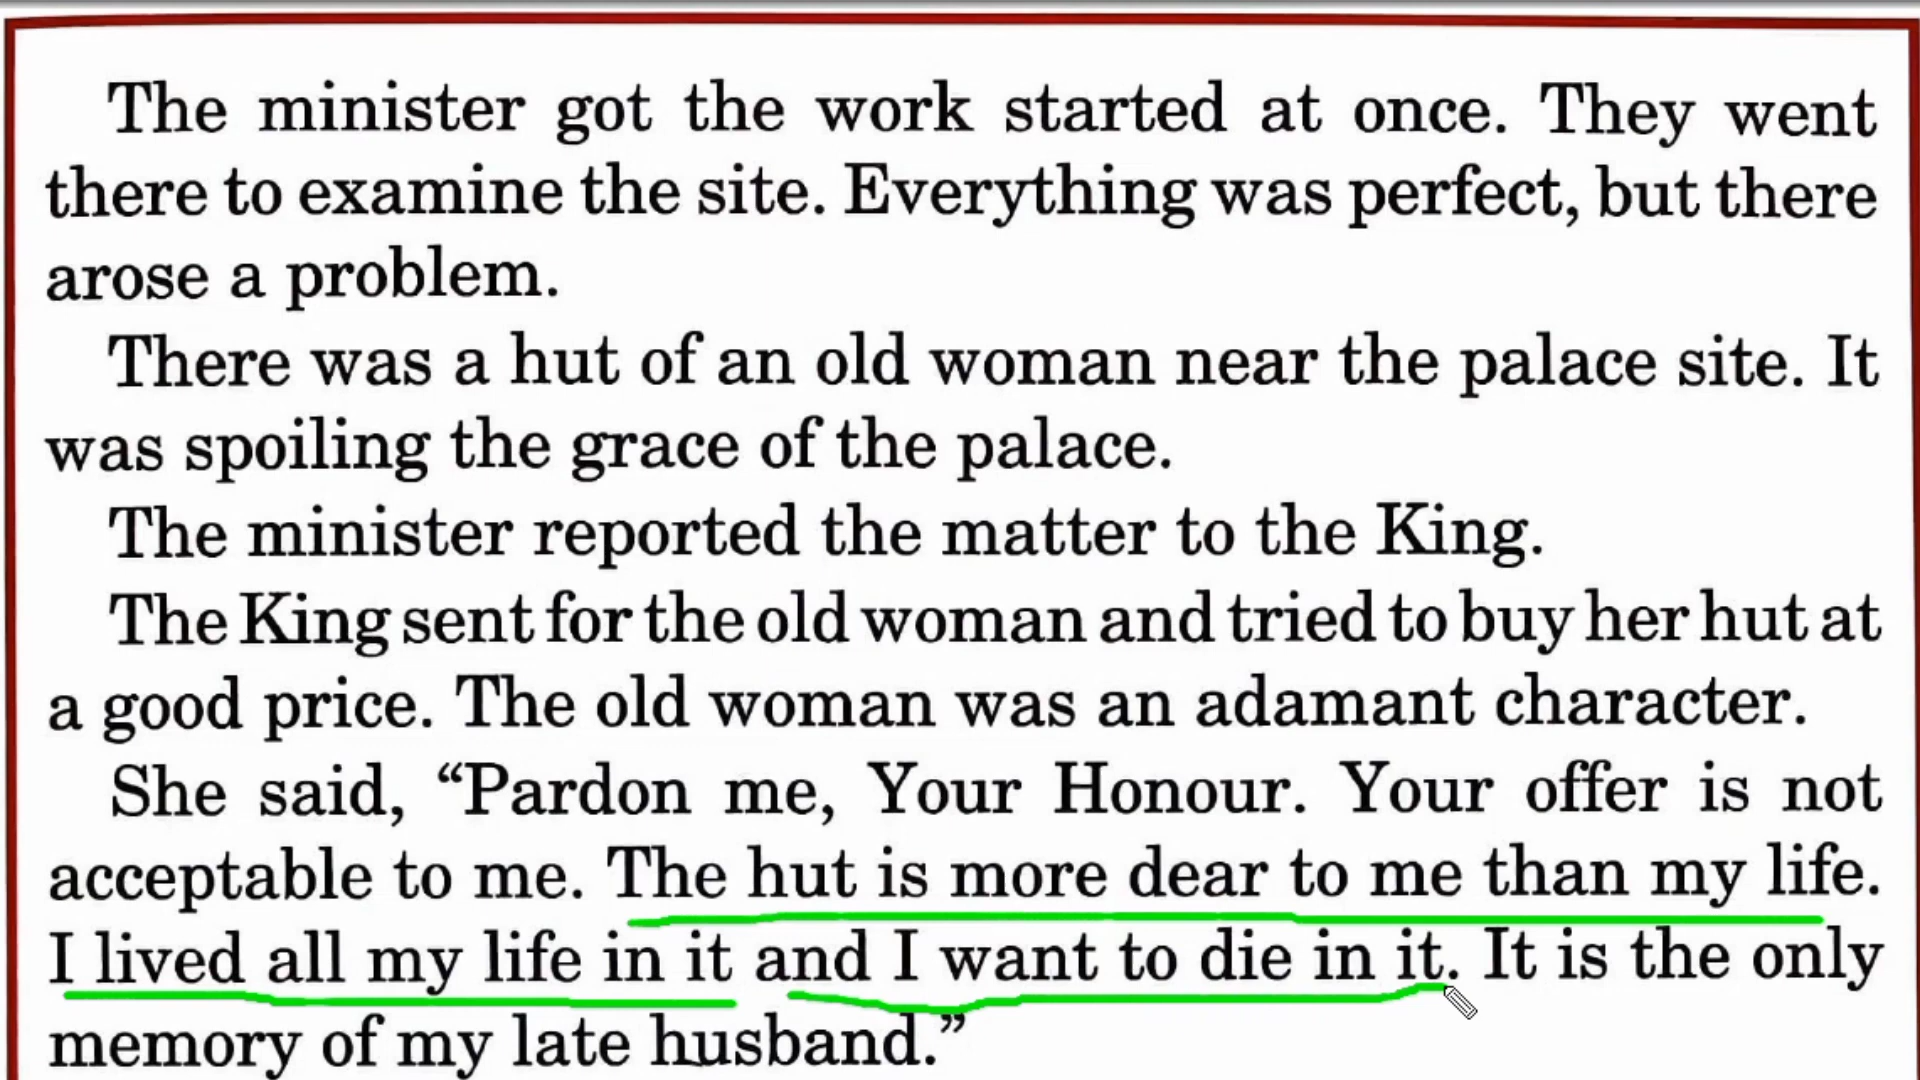 The minister got the work started at once. They went
there to examine the site. Everything was perfect, but there
arose a problem.
There was a hut of an old woman near the palace site. It
was spoiling the grace of the palace.
The minister reported the matter to the King.
The King sent for the old woman and tried to buy her hut at
a good price. The old woman was an adamant character.
She said, “Pardon me, Your Honour. Your offer is not
acceptable to me. The hut is more dear to me than my life.
I lived all my life in it and I want to die in it. It is the only
memory of my late husband.”